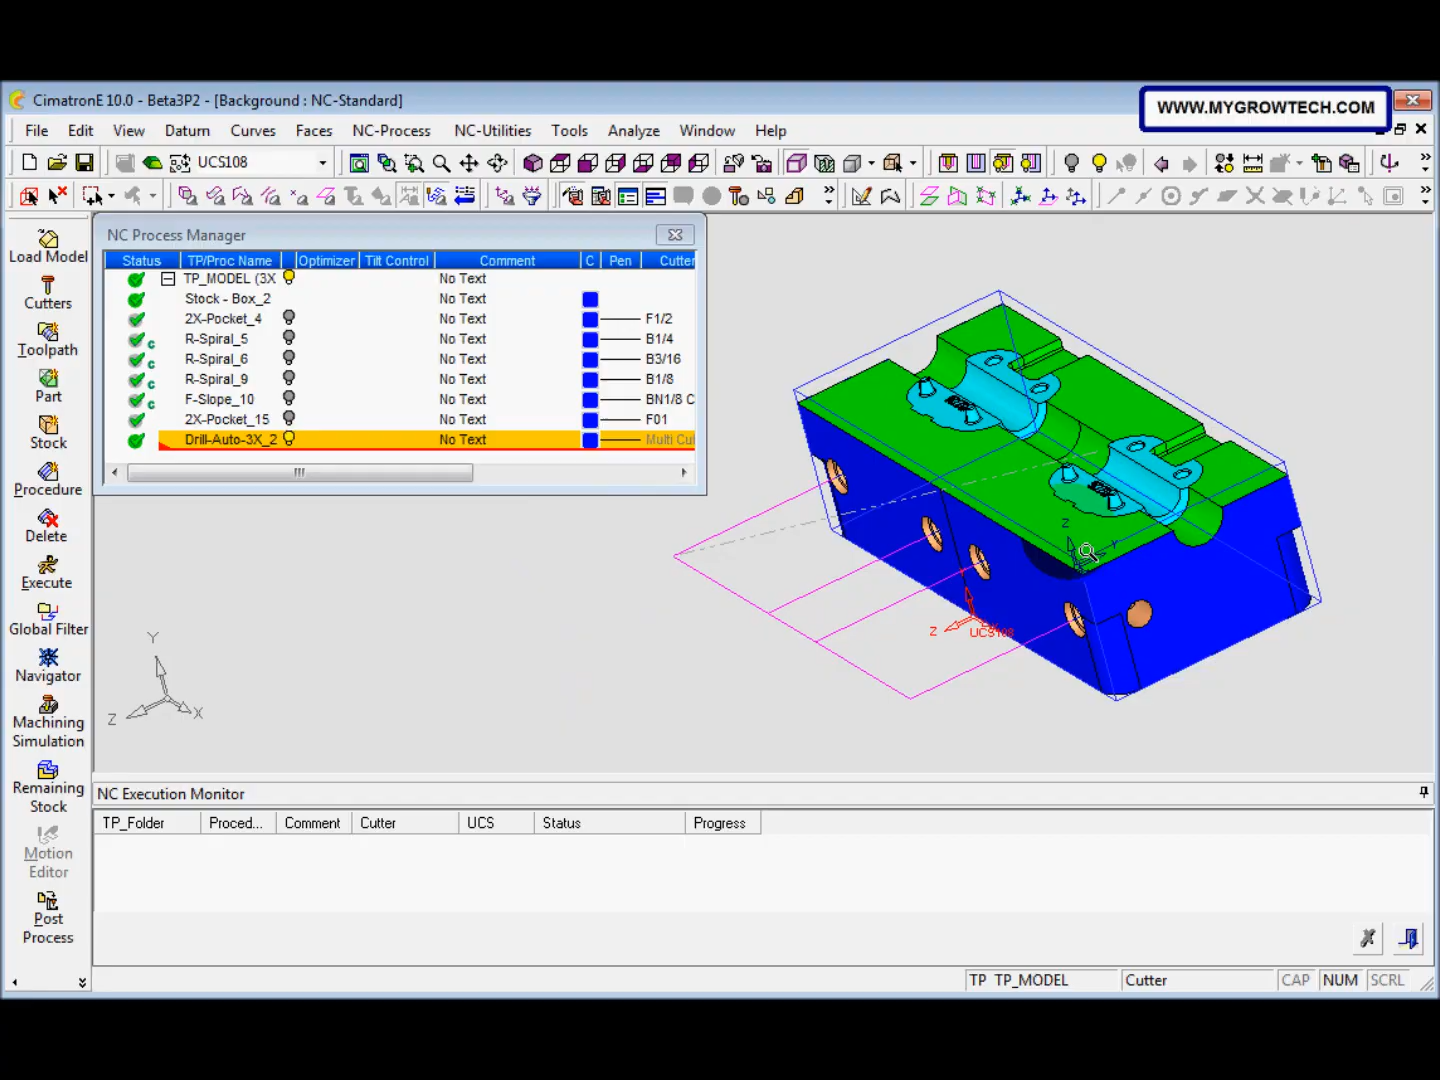 CimatronE 10.0 - Beta3P2 - [Background : NC-Standard]
WWW.MYGROWTECH.COM
File Edit View Datum Curves Faces NC-Process NC-Utilities Tools Analyze Window Help
UCS108
Load Model
Cutters
Toolpath
Part
Stock
Procedure
Delete
Execute
Global Filter
Navigator
Machining
Simulation
Remaining
Stock
Motion
Editor
Post
Process
NC Process Manager
Status TP/Proc Name Optimizer Tilt Control Comment C Pen Cutter
TP_MODEL (3X No Text
Stock - Box_2 No Text
2X-Pocket_4 No Text F1/2
c R-Spiral_5 No Text B1/4
c R-Spiral_6 No Text B3/16
c R-Spiral_9 No Text B1/8
c F-Slope_10 No Text BN1/8 C
2X-Pocket_15 No Text F01
Drill-Auto-3X_2 No Text Multi Cut
Z
Y
Z
UCS108
Y
Z
X
NC Execution Monitor
TP_Folder Proced... Comment Cutter UCS Status Progress
TP TP_MODEL Cutter CAP NUM SCRL